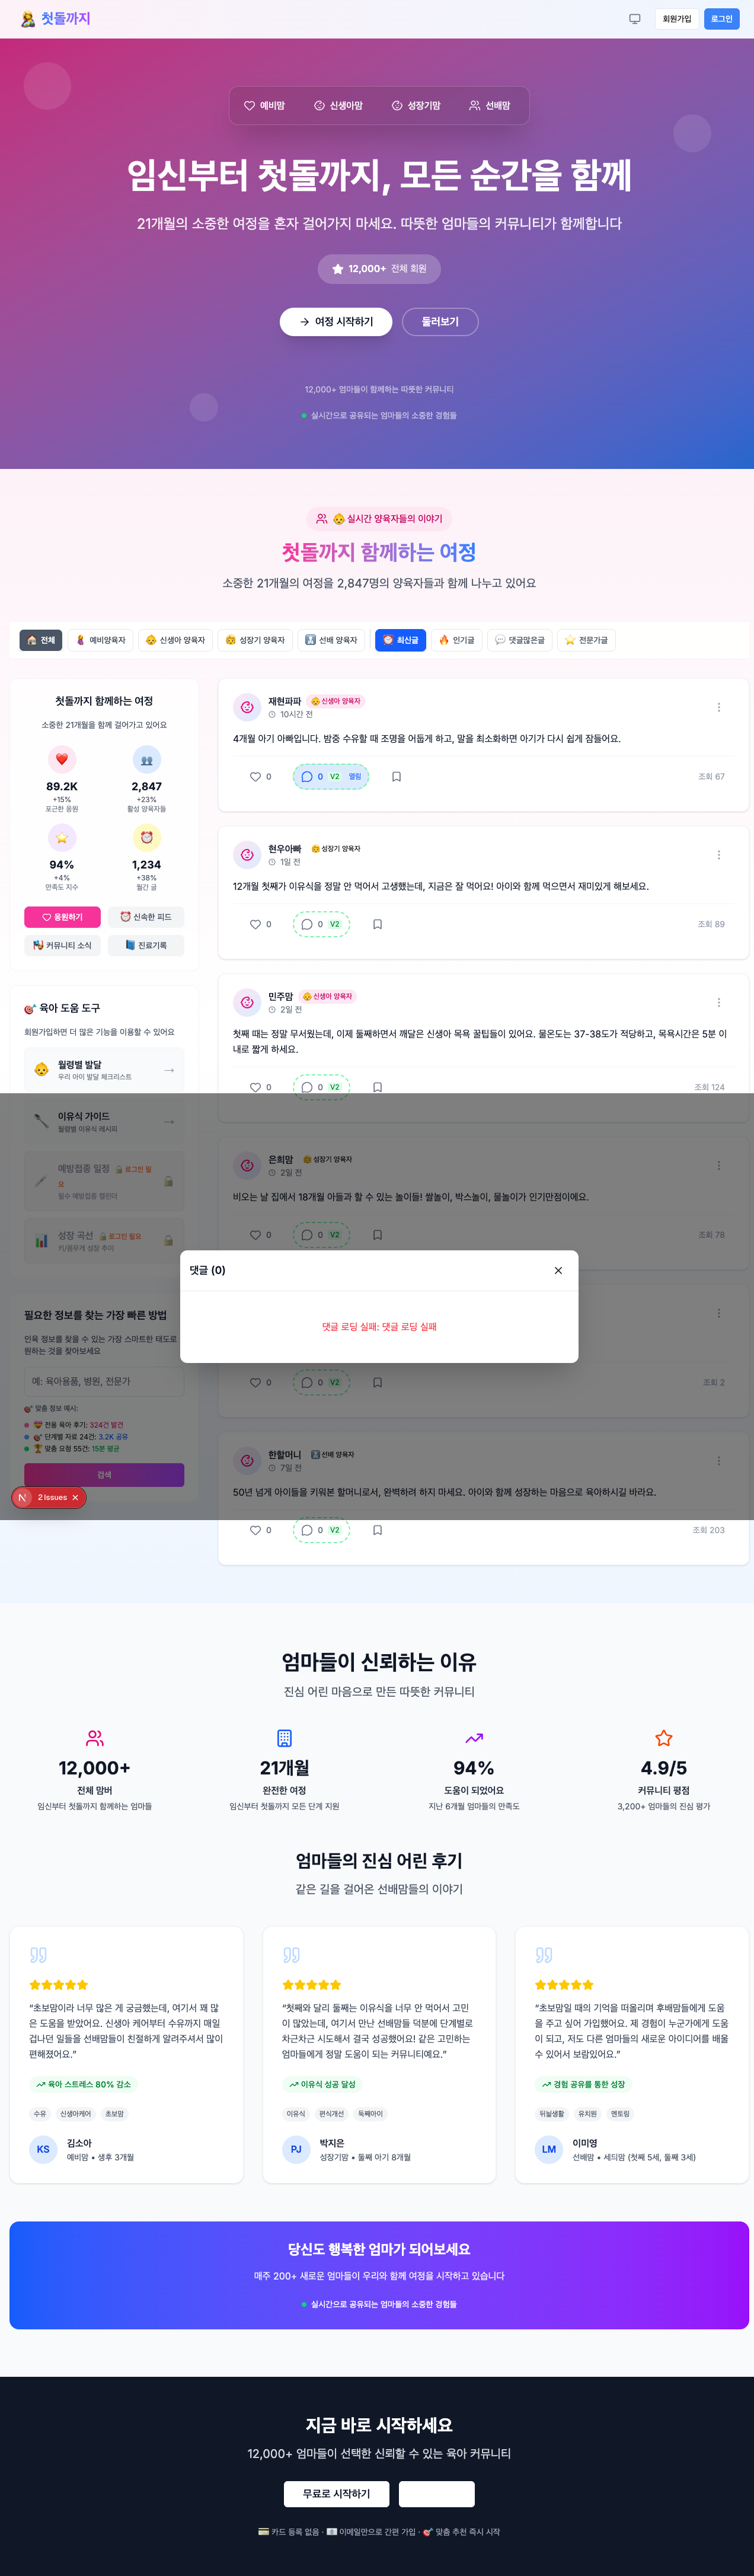 첫돌까지
회원가입
로그인
예비맘
신생아맘
성장기맘
선배맘
임신부터 첫돌까지, 모든 순간을 함께
21개월의 소중한 여정을 혼자 걸어가지 마세요. 따뜻한 엄마들의 커뮤니티가 함께합니다
12,000+ 전체 회원
여정 시작하기
둘러보기
12,000+ 엄마들이 함께하는 따뜻한 커뮤니티
실시간으로 공유되는 엄마들의 소중한 경험들
실시간 양육자들의 이야기
첫돌까지 함께하는 여정
소중한 21개월의 여정을 2,847명의 양육자들과 함께 나누고 있어요
전체
예비양육자
신생아 양육자
성장기 양육자
선배 양육자
최신글
인기글
댓글많은글
전문가글
첫돌까지 함께하는 여정
소중한 21개월을 함께 걸어가고 있어요
89.2K
+15%
포근한 응원
2,847
+23%
활성 양육자들
94%
+4%
만족도 지수
1,234
+38%
월간 글
응원하기
신속한 피드
커뮤니티 소식
진료기록
육아 도움 도구
회원가입하면 더 많은 기능을 이용할 수 있어요
월령별 발달
우리 아이 발달 체크리스트
이유식 가이드
월령별 이유식 레시피
예방접종 일정 로그인 필
요
필수 예방접종 캘린더
성장 곡선 로그인 필요
키/몸무게 성장 추이
필요한 정보를 찾는 가장 빠른 방법
인육 정보를 찾을 수 있는 가장 스마트한 태도로
원하는 것을 찾아보세요
예: 육아용품, 병원, 전문가
맞춤 정보 예시:
전용 육아 후기: 324건 발견
단계별 자료 24건: 3.2K 공유
맞춤 요청 55건: 15분 평균
검색
2 Issues
재현파파 신생아 양육자
10시간 전
4개월 아기 아빠입니다. 밤중 수유할 때 조명을 어둡게 하고, 말을 최소화하면 아기가 다시 쉽게 잠들어요.
0
0 V2 열림
조회 67
현우아빠 성장기 양육자
1일 전
12개월 첫째가 이유식을 정말 안 먹어서 고생했는데, 지금은 잘 먹어요! 아이와 함께 먹으면서 재미있게 해보세요.
0
0 V2
조회 89
민주맘 신생아 양육자
2일 전
첫째 때는 정말 무서웠는데, 이제 둘째하면서 깨달은 신생아 목욕 꿀팁들이 있어요. 물온도는 37-38도가 적당하고, 목욕시간은 5분 이
내로 짧게 하세요.
0
0 V2
조회 124
은희맘 성장기 양육자
2일 전
비오는 날 집에서 18개월 아들과 할 수 있는 놀이들! 쌀놀이, 박스놀이, 물놀이가 인기만점이에요.
0
0 V2
조회 78
댓글 (0)
댓글 로딩 실패: 댓글 로딩 실패
0
0 V2
조회 2
한할머니 선배 양육자
7일 전
50년 넘게 아이들을 키워본 할머니로서, 완벽하려 하지 마세요. 아이와 함께 성장하는 마음으로 육아하시길 바라요.
0
0 V2
조회 203
엄마들이 신뢰하는 이유
진심 어린 마음으로 만든 따뜻한 커뮤니티
12,000+
전체 맘버
임신부터 첫돌까지 함께하는 엄마들
21개월
완전한 여정
임신부터 첫돌까지 모든 단계 지원
94%
도움이 되었어요
지난 6개월 엄마들의 만족도
4.9/5
커뮤니티 평점
3,200+ 엄마들의 진심 평가
엄마들의 진심 어린 후기
같은 길을 걸어온 선배맘들의 이야기
"초보맘이라 너무 많은 게 궁금했는데, 여기서 꽤 많
은 도움을 받았어요. 신생아 케어부터 수유까지 매일
겁나던 일들을 선배맘들이 친절하게 알려주셔서 많이
편해졌어요."
육아 스트레스 80% 감소
수유
신생아케어
초보맘
KS
김소아
예비맘 • 생후 3개월
"첫째와 달리 둘째는 이유식을 너무 안 먹어서 고민
이 많았는데, 여기서 만난 선배맘들 덕분에 단계별로
차근차근 시도해서 결국 성공했어요! 같은 고민하는
엄마들에게 정말 도움이 되는 커뮤니티예요."
이유식 성공 달성
이유식
편식개선
둑째아이
PJ
박지은
성장기맘 • 둘째 아기 8개월
"초보맘일 때의 기억을 떠올리며 후배맘들에게 도움
을 주고 싶어 가입했어요. 제 경험이 누군가에게 도움
이 되고, 저도 다른 엄마들의 새로운 아이디어를 배울
수 있어서 보람있어요."
경험 공유를 통한 성장
뒤늴생활
유치원
멘토링
LM
이미영
선배맘 • 세듸맘 (첫째 5세, 둘째 3세)
당신도 행복한 엄마가 되어보세요
매주 200+ 새로운 엄마들이 우리와 함께 여정을 시작하고 있습니다
실시간으로 공유되는 엄마들의 소중한 경험들
지금 바로 시작하세요
12,000+ 엄마들이 선택한 신뢰할 수 있는 육아 커뮤니티
무료로 시작하기
카드 등록 없음 · 이메일만으로 간편 가입 · 맞춤 추천 즉시 시작